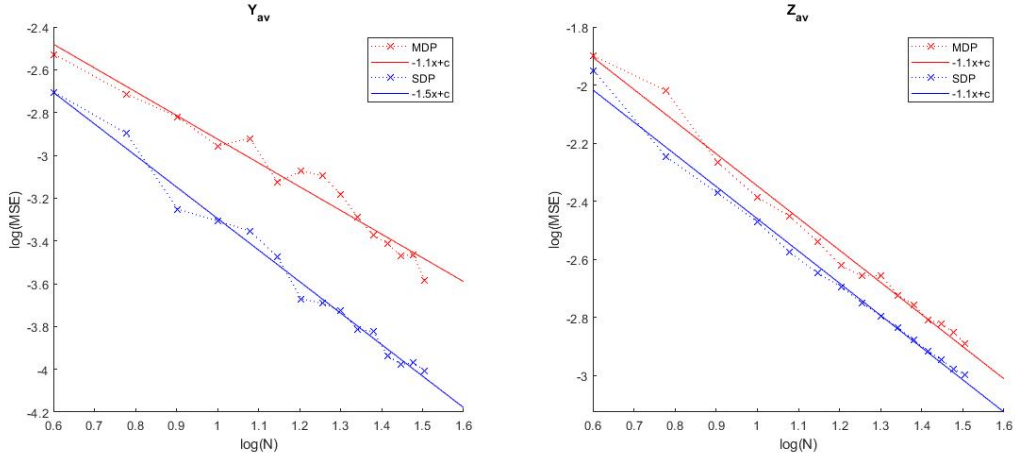 Y_av
-2.4
-2.6
-2.8
-3
-3.2
-3.4
-3.6
-3.8
-4
-4.2
log(MSE)
0.6 0.7 0.8 0.9 1 1.1 1.2 1.3 1.4 1.5 1.6
log(N)
MDP
-1.1x+c
SDP
-1.5x+c
Z_av
-1.8
-2
-2.2
-2.4
-2.6
-2.8
-3
log(MSE)
0.6 0.7 0.8 0.9 1 1.1 1.2 1.3 1.4 1.5 1.6
log(N)
MDP
-1.1x+c
SDP
-1.1x+c